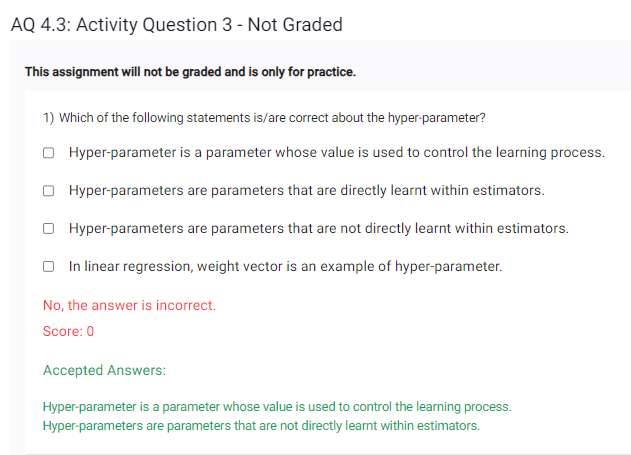 AQ 4.3: Activity Question 3 - Not Graded
This assignment will not be graded and is only for practice.
1) Which of the following statements is/are correct about the hyper-parameter?
Hyper-parameter is a parameter whose value is used to control the learning process.
Hyper-parameters are parameters that are directly learnt within estimators.
Hyper-parameters are parameters that are not directly learnt within estimators.
In linear regression, weight vector is an example of hyper-parameter.
No, the answer is incorrect.
Score: 0
Accepted Answers:
Hyper-parameter is a parameter whose value is used to control the learning process.
Hyper-parameters are parameters that are not directly learnt within estimators.